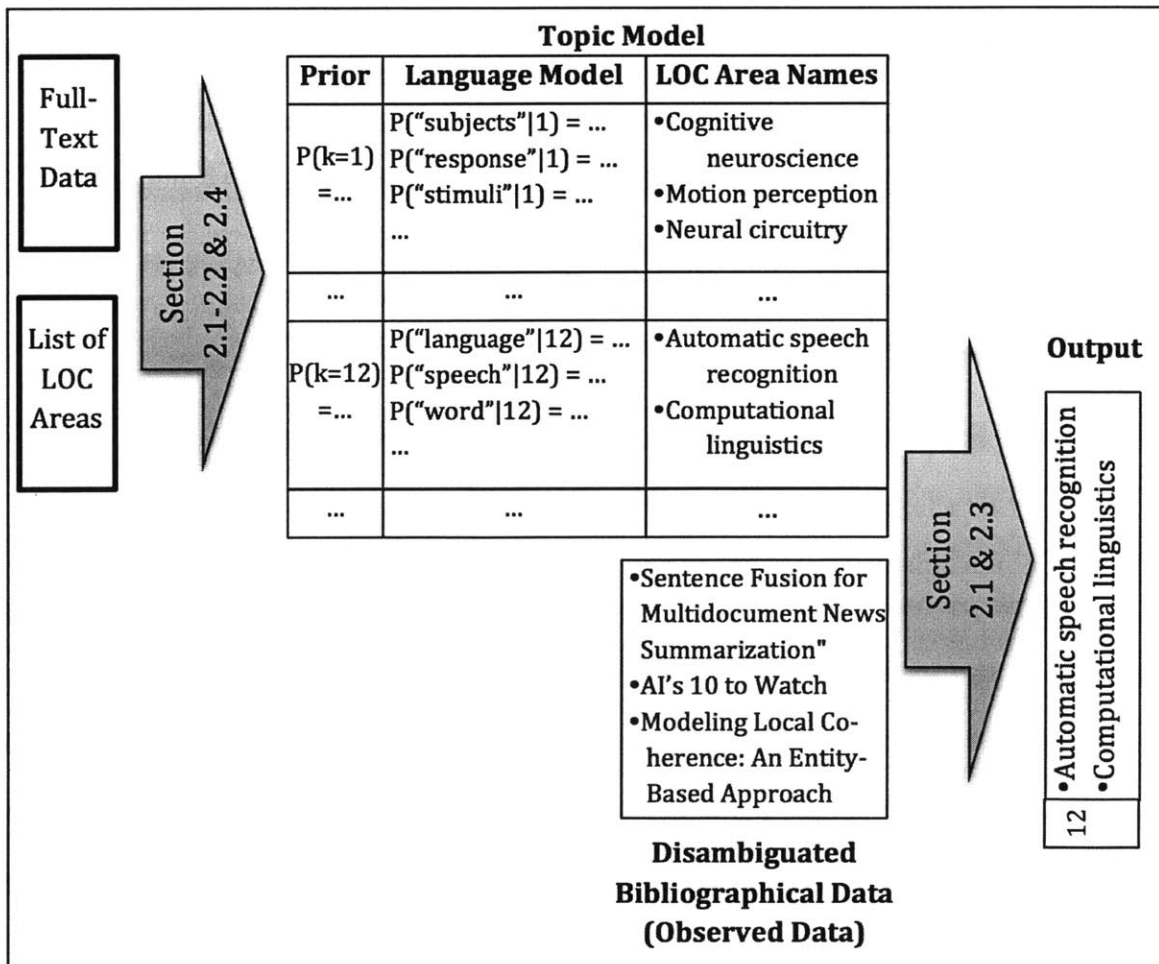 Full-
Text
Data
List of
LOC
Areas
Section
2.1-2.2 & 2.4
Topic Model
Prior
Language Model
LOC Area Names
P(k=1)
=...
P("subjects"|1) = ...
P("response"|1) = ...
P("stimuli"|1) = ...
...
•Cognitive
neuroscience
•Motion perception
•Neural circuitry
...
...
...
P(k=12)
=...
P("language"|12) = ...
P("speech"|12) = ...
P("word"|12) = ...
...
•Automatic speech
recognition
•Computational
linguistics
...
...
...
•Sentence Fusion for
Multidocument News
Summarization"
•AI's 10 to Watch
•Modeling Local Co-
herence: An Entity-
Based Approach
Disambiguated
Bibliographical Data
(Observed Data)
Section
2.1 & 2.3
Output
12
•Automatic speech recognition
•Computational linguistics